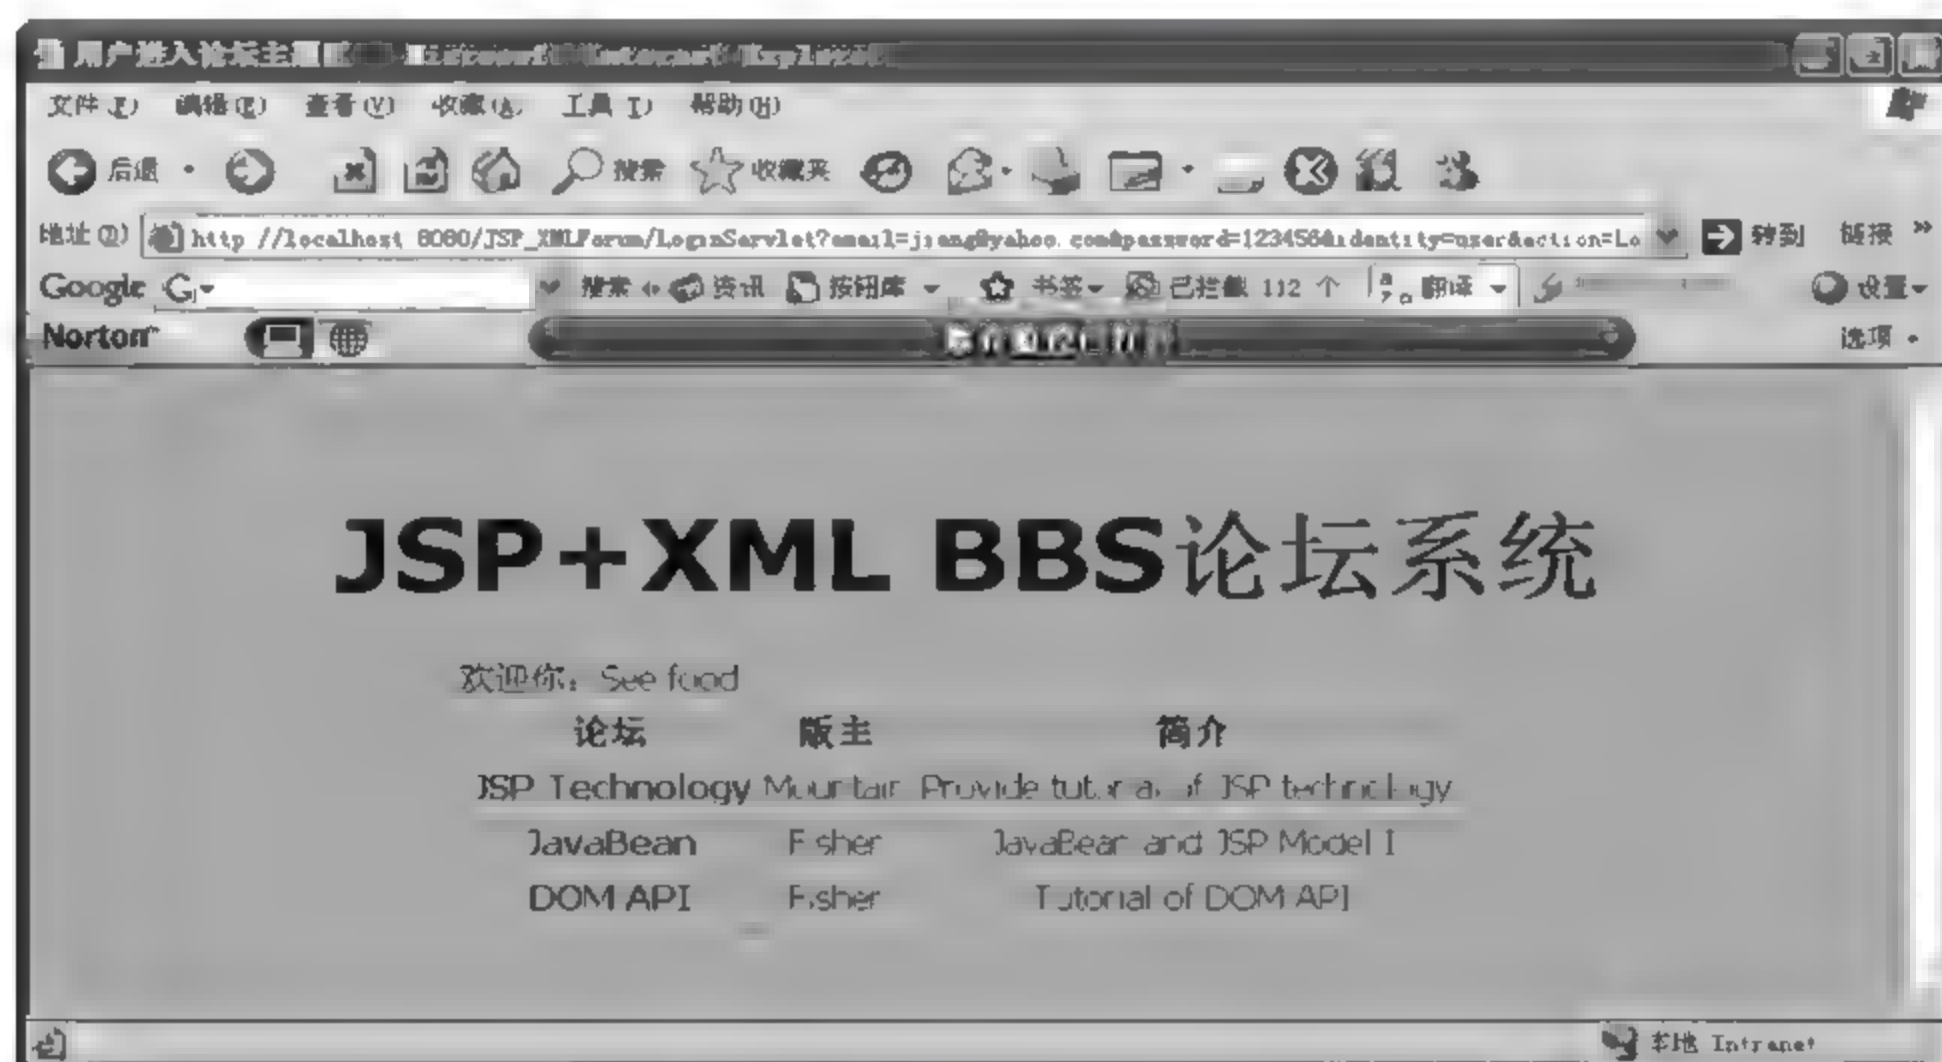 用户进入论坛主题 Microsoft Internet Explorer
文件(F) 编辑(E) 查看(V) 收藏(A) 工具(T) 帮助(H)
后退 搜索 收藏夹
地址(D) http //localhost 8080/JSP_XMLForum/LoginServlet?email=jsang@yahoo.com&password=123456&identity=user&action=Lo 转到 链接 »
Google G 搜索 资讯 按钮库 书签 已拦截 112 个 翻译 设置
Norton 选项
JSP+XML BBS论坛系统
欢迎你：See food
论坛 版主 简介
JSP Technology Mountain Provide tutorial of JSP technology
JavaBean Fisher JavaBean and JSP Model I
DOM API Fisher Tutorial of DOM API
本地 Intranet